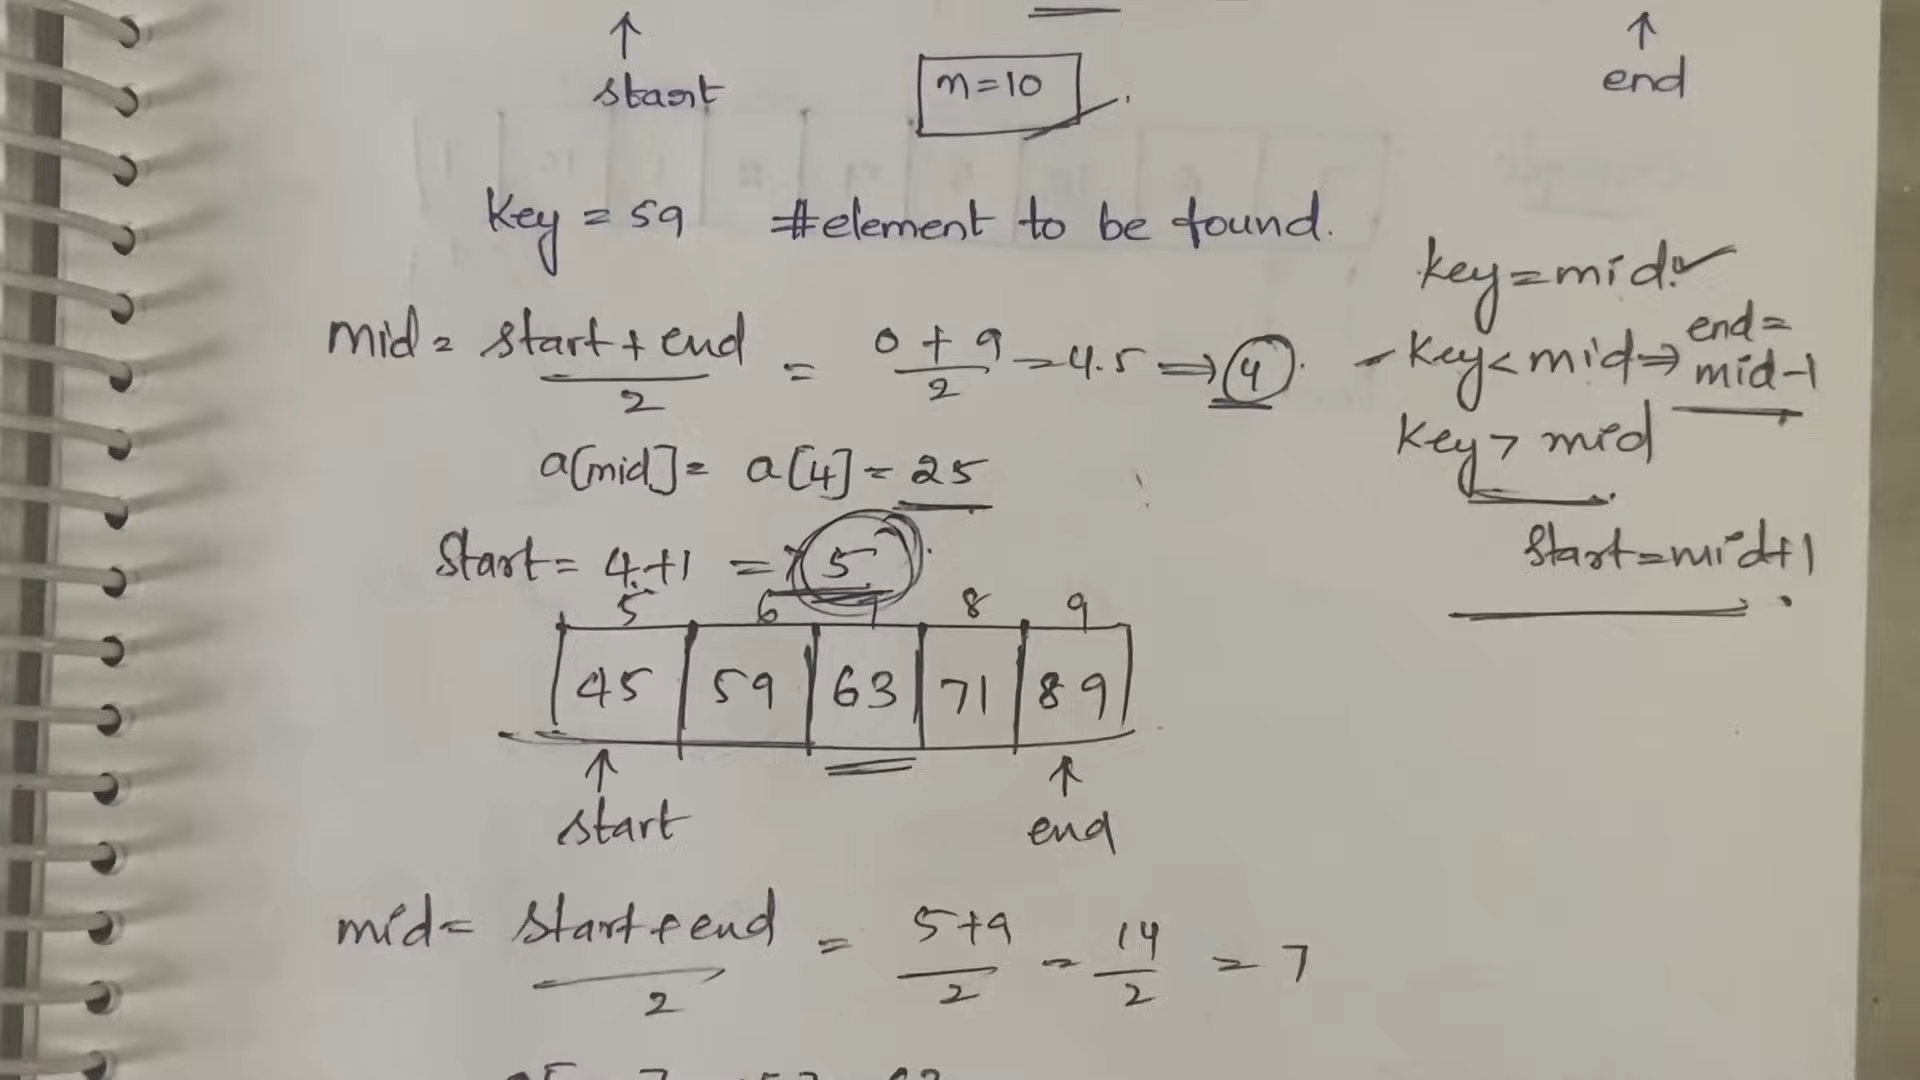 start n=10 end
Key = 59 #element to be found.
key=mid.
mid = start+end/2 = 0+9/2 = 4.5 ⇒ 4
- Key< mid ⇒ end= mid-1
Key> mid
a[mid]= a[4] = 25
start= 4+1 = 5
start=mid+1
5 6 7 8 9
45 59 63 71 89
start end
mid= start+end/2 = 5+9/2 = 14/2 = 7